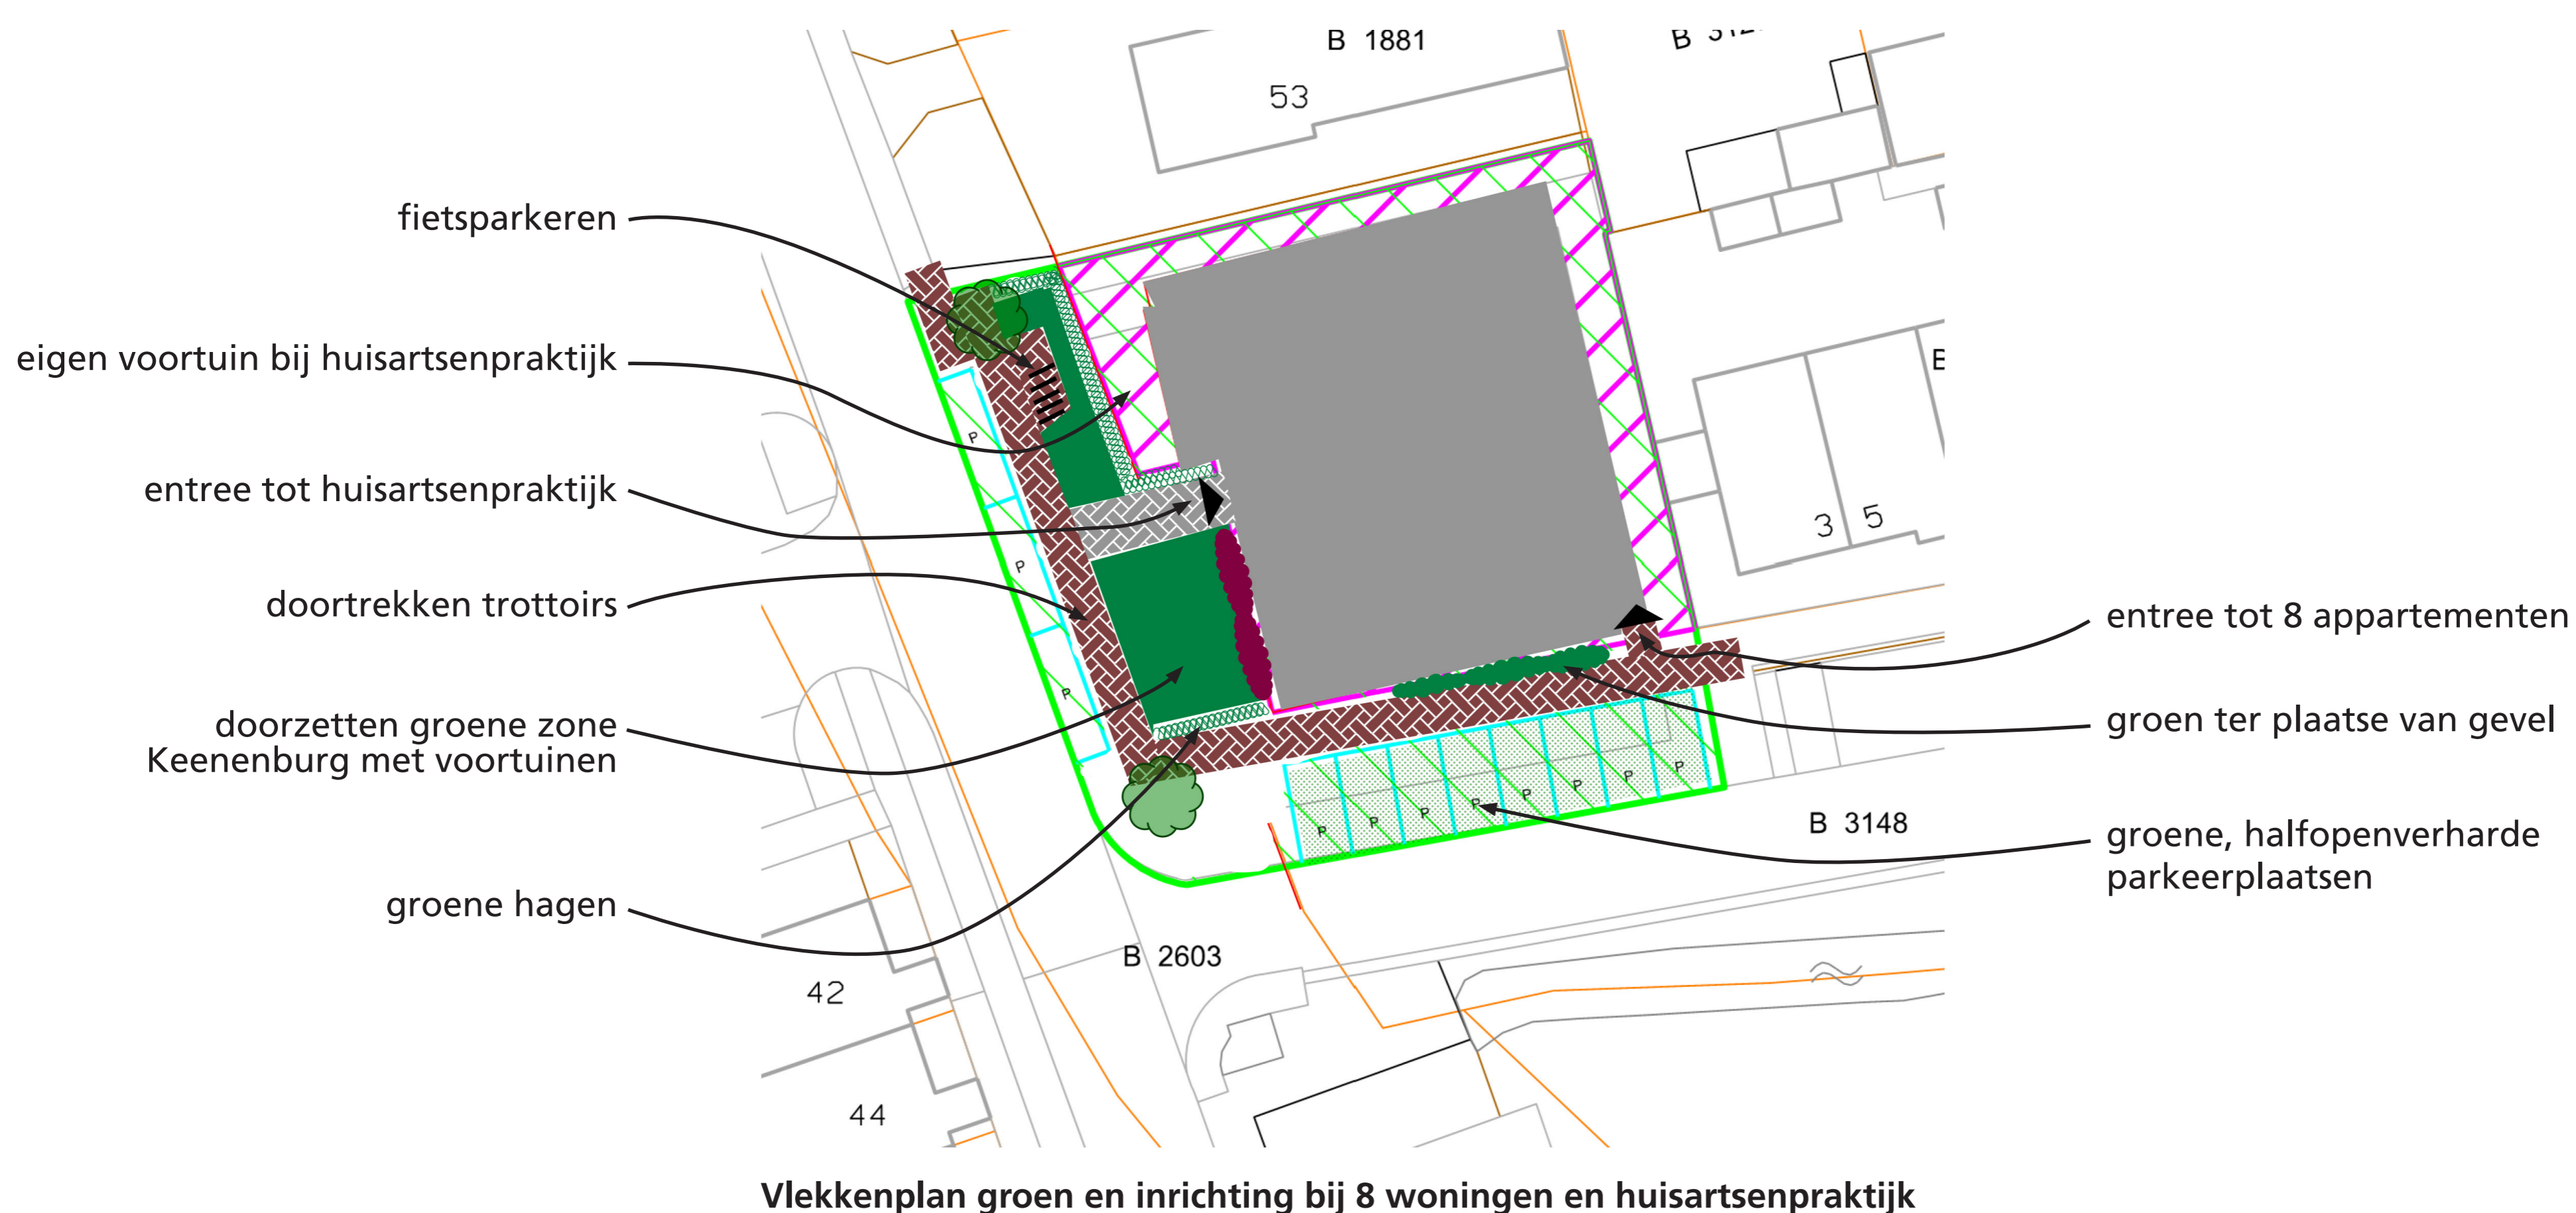 B 1881
53
fietsparkeren
eigen voortuin bij huisartsenpraktijk
entree tot huisartsenpraktijk
doortrekken trottoirs
doorzetten groene zone
Keenenburg met voortuinen
groene hagen
entree tot 8 appartementen
groen ter plaatse van gevel
groene, halfopenverharde
parkeerplaatsen
P
P
P
P
P
P
P
P
P
P
P
P
3 5
B
B 3148
B 2603
42
44
Vlekkenplan groen en inrichting bij 8 woningen en huisartsenpraktijk